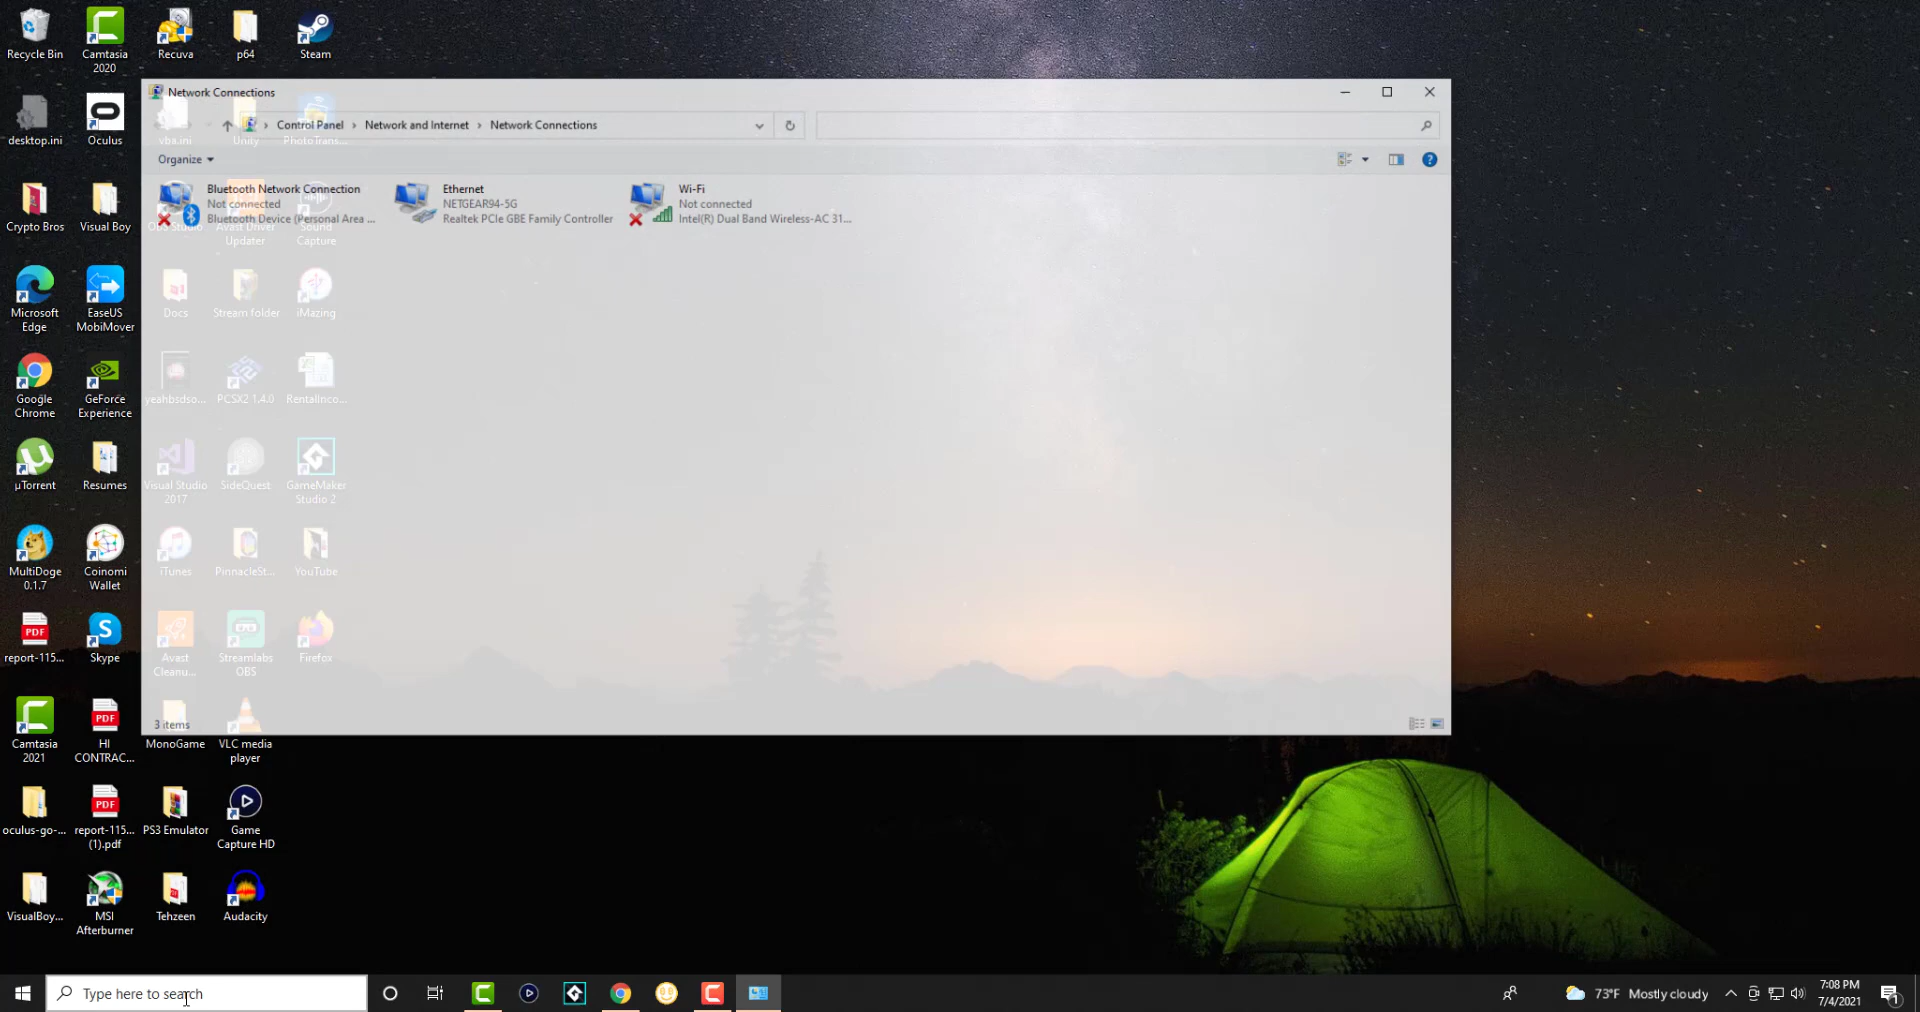 Recycle Bin
Camtasia
2020
Recuva
p64
Steam
Network Connections
desktop.ini
Oculus
vba.ini
Unity
PhotoTrans...
Control Panel
Network and Internet
Network Connections
Organize
Bluetooth Network Connection
Not connected
Bluetooth Device (Personal Area ...
Ethernet
NETGEAR94-5G
Realtek PCIe GBE Family Controller
Wi-Fi
Not connected
Intel(R) Dual Band Wireless-AC 31...
Crypto Bros
Visual Boy
OBS Studio
Avast Driver
Updater
Sound
Capture
Microsoft
Edge
EaseUS
MobiMover
Docs
Stream folder
iMazing
Google
Chrome
GeForce
Experience
yeahbsdso...
PCSX2 1.4.0
RentalInco...
µTorrent
Resumes
Visual Studio
2017
SideQuest
GameMaker
Studio 2
MultiDoge
0.1.7
Coinomi
Wallet
iTunes
PinnacleSt...
YouTube
PDF
report-115...
Skype
Avast
Cleanu...
Streamlabs
OBS
Firefox
3 items
Camtasia
2021
PDF
HI
CONTRAC...
MonoGame
VLC media
player
oculus-go-...
PDF
report-115...
(1).pdf
PS3 Emulator
Game
Capture HD
VisualBoy...
MSI
Afterburner
Tehzeen
Audacity
Type here to search
73°F Mostly cloudy
7:08 PM
7/4/2021
1